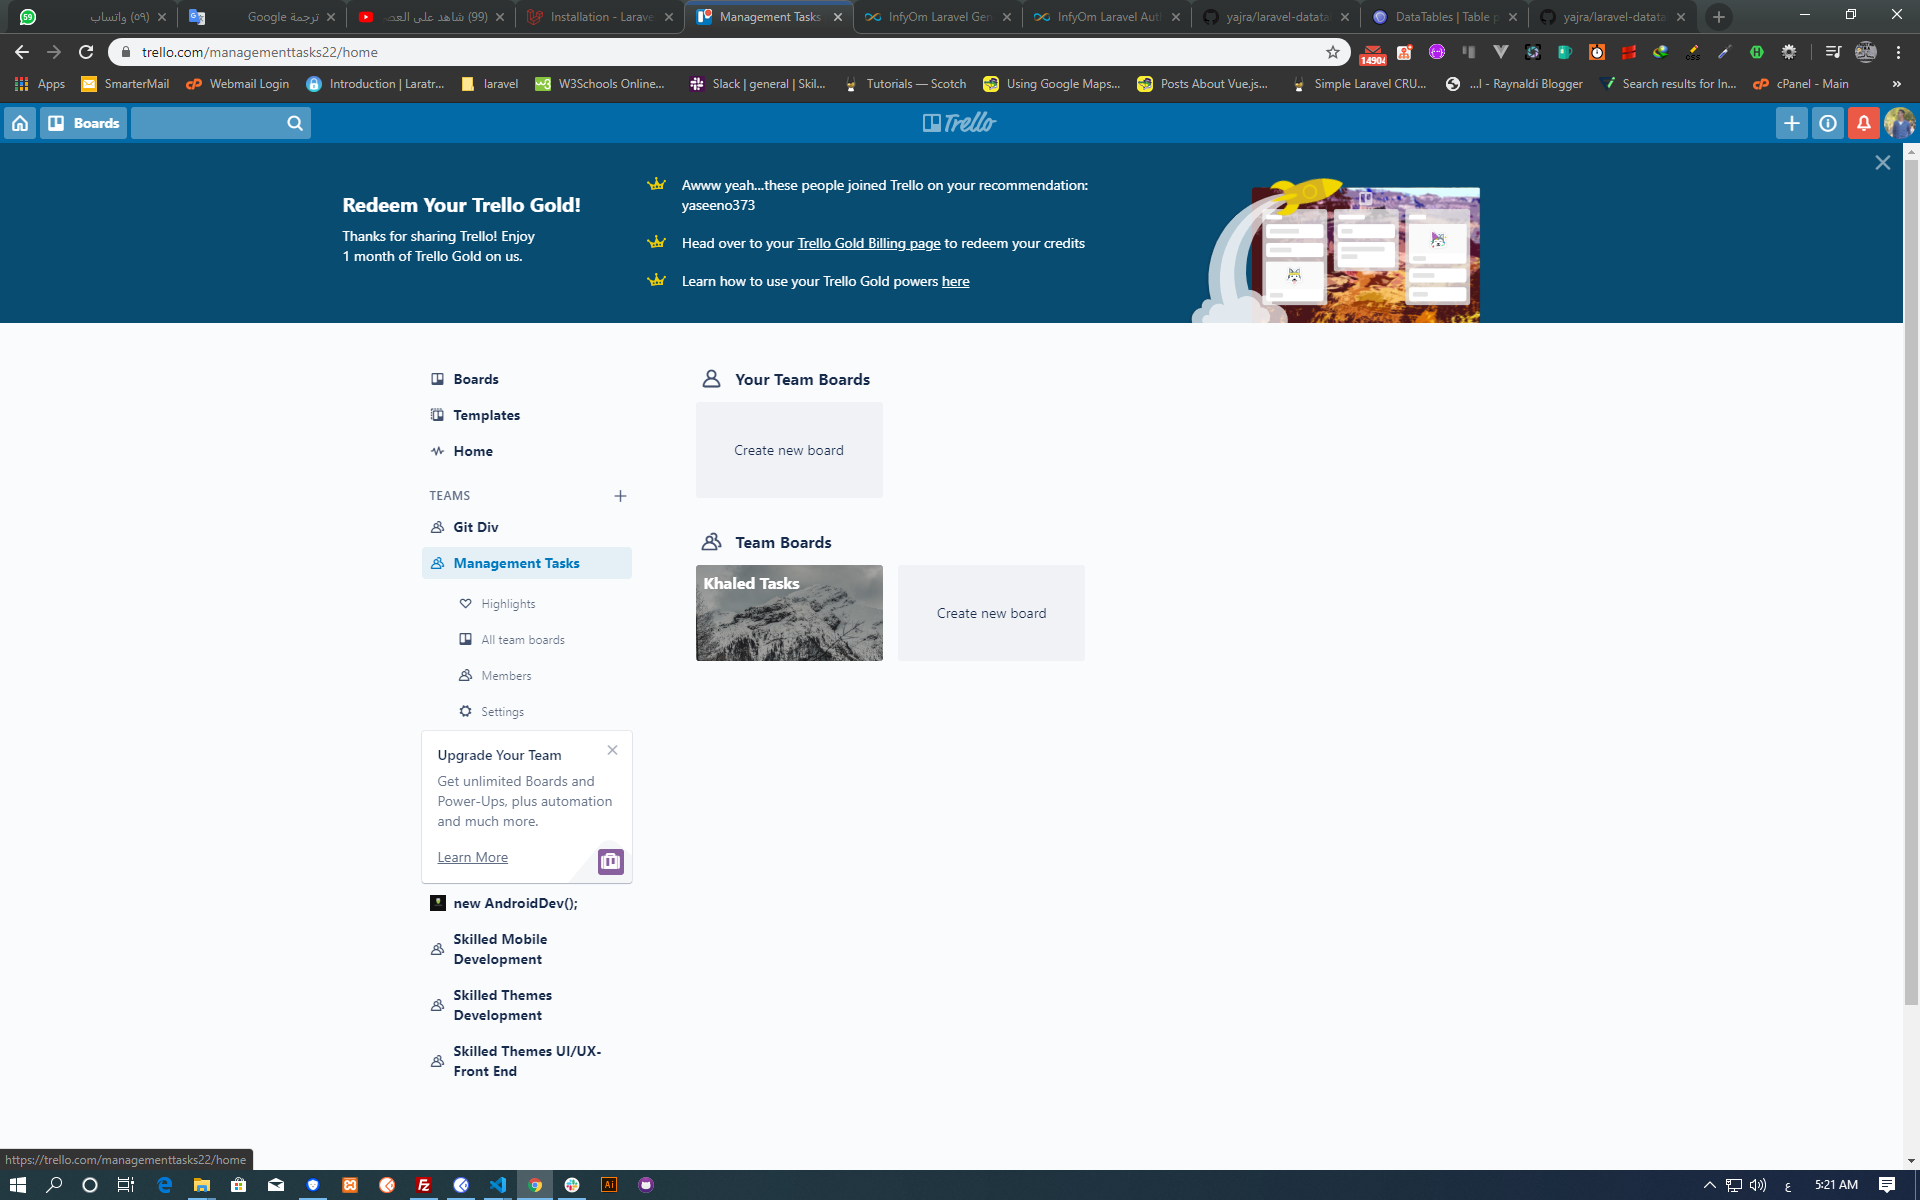 59
(٥٩) واتساب
ترجمة Google
(99) شاهد على العصـ
Installation - Larave
Management Tasks
InfyOm Laravel Gen
InfyOm Laravel Aut
yajra/laravel-datatab
DataTables | Table p
yajra/laravel-datatab
trello.com/managementtasks22/home
14904
CSS
Apps
SmarterMail
Webmail Login
Introduction | Laratr...
laravel
W3Schools Online...
Slack | general | Skil...
Tutorials — Scotch
Using Google Maps...
Posts About Vue.js...
Simple Laravel CRU...
...l - Raynaldi Blogger
Search results for In...
cPanel - Main
»
Boards
Trello
Redeem Your Trello Gold!
Thanks for sharing Trello! Enjoy
1 month of Trello Gold on us.
Awww yeah...these people joined Trello on your recommendation:
yaseeno373
Head over to your Trello Gold Billing page to redeem your credits
Learn how to use your Trello Gold powers here
Boards
Templates
Home
TEAMS
Git Div
Management Tasks
Highlights
All team boards
Members
Settings
Upgrade Your Team
Get unlimited Boards and
Power-Ups, plus automation
and much more.
Learn More
new AndroidDev();
Skilled Mobile
Development
Skilled Themes
Development
Skilled Themes UI/UX-
Front End
Your Team Boards
Create new board
Team Boards
Khaled Tasks
Create new board
https://trello.com/managementtasks22/home
Fz
Ai
ع
5:21 AM